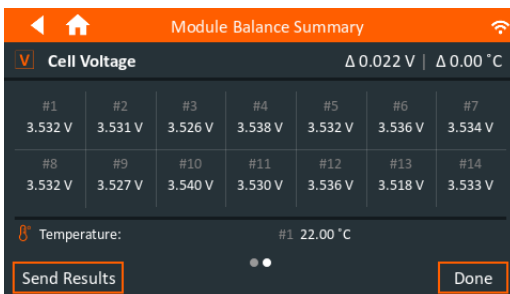 Module Balance Summary
V Cell Voltage Δ 0.022 V | Δ 0.00 ˚C
#1 #2 #3 #4 #5 #6 #7
3.532 V 3.531 V 3.526 V 3.538 V 3.532 V 3.536 V 3.534 V
#8 #9 #10 #11 #12 #13 #14
3.532 V 3.527 V 3.540 V 3.530 V 3.536 V 3.518 V 3.533 V
Temperature: #1 22.00 ˚C
Send Results Done